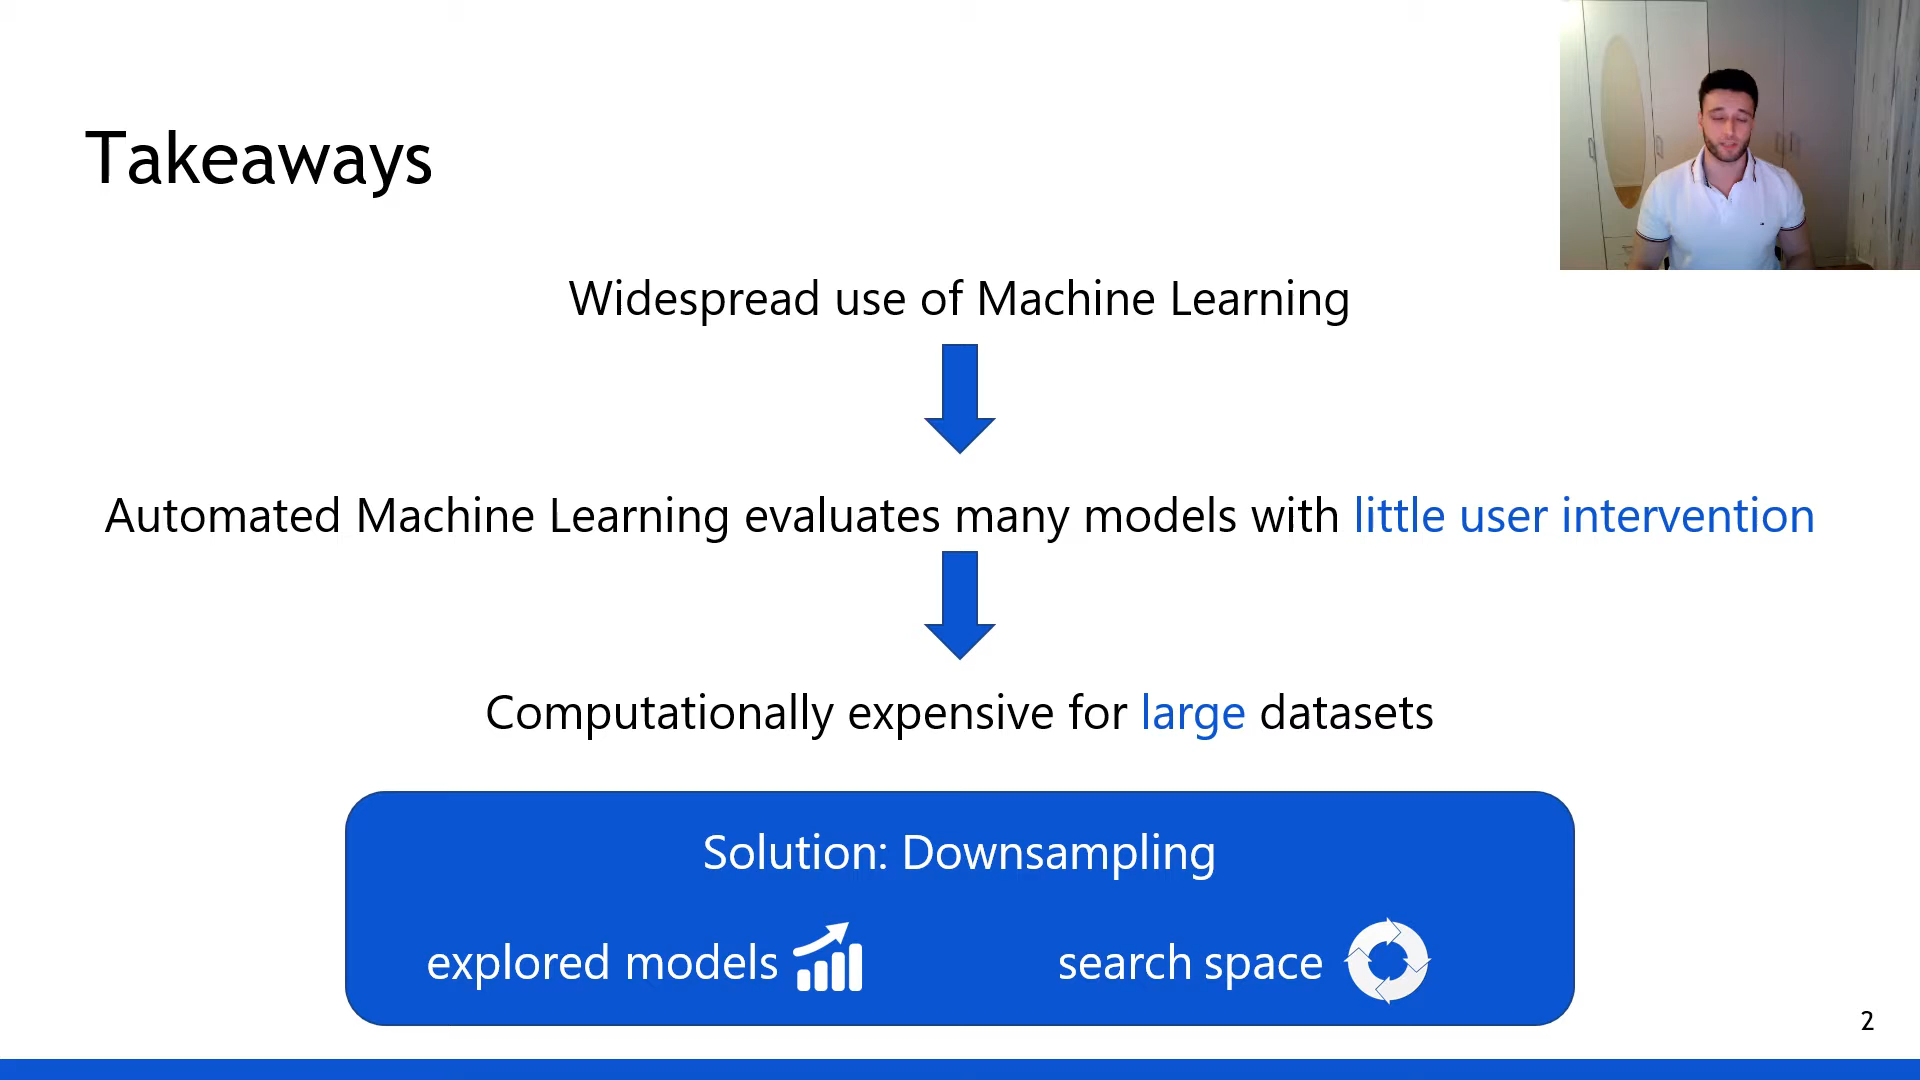 Takeaways
Widespread use of Machine Learning
Automated Machine Learning evaluates many models with little user intervention
Computationally expensive for large datasets
Solution: Downsampling
explored models
search space
2